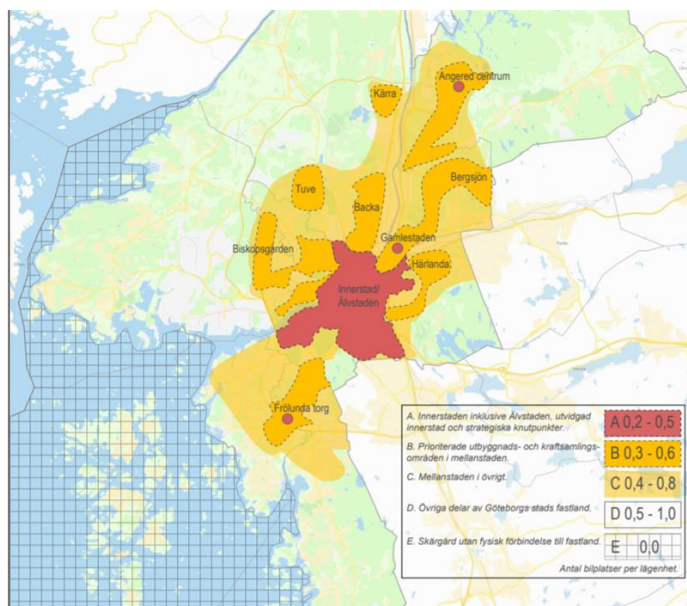 Angered centrum
Kärra
Bergsjön
Tuve
Backa
Gamlestaden
Biskopsgården
Härlanda
Innerstad/
Älvstaden
Frölunda torg
A. Innerstaden inklusive Älvstaden, utvidgad
innerstad och strategiska knutpunkter.
A 0,2 - 0,5
B. Prioriterade utbyggnads- och kraftsamlings-
områden i mellanstaden.
B 0,3 - 0,6
C. Mellanstaden i övrigt.
C 0,4 - 0,8
D. Övriga delar av Göteborgs stads fastland.
D 0,5 - 1,0
E. Skärgård utan fysisk förbindelse till fastland.
E 0,0
Antal bilplatser per lägenhet.